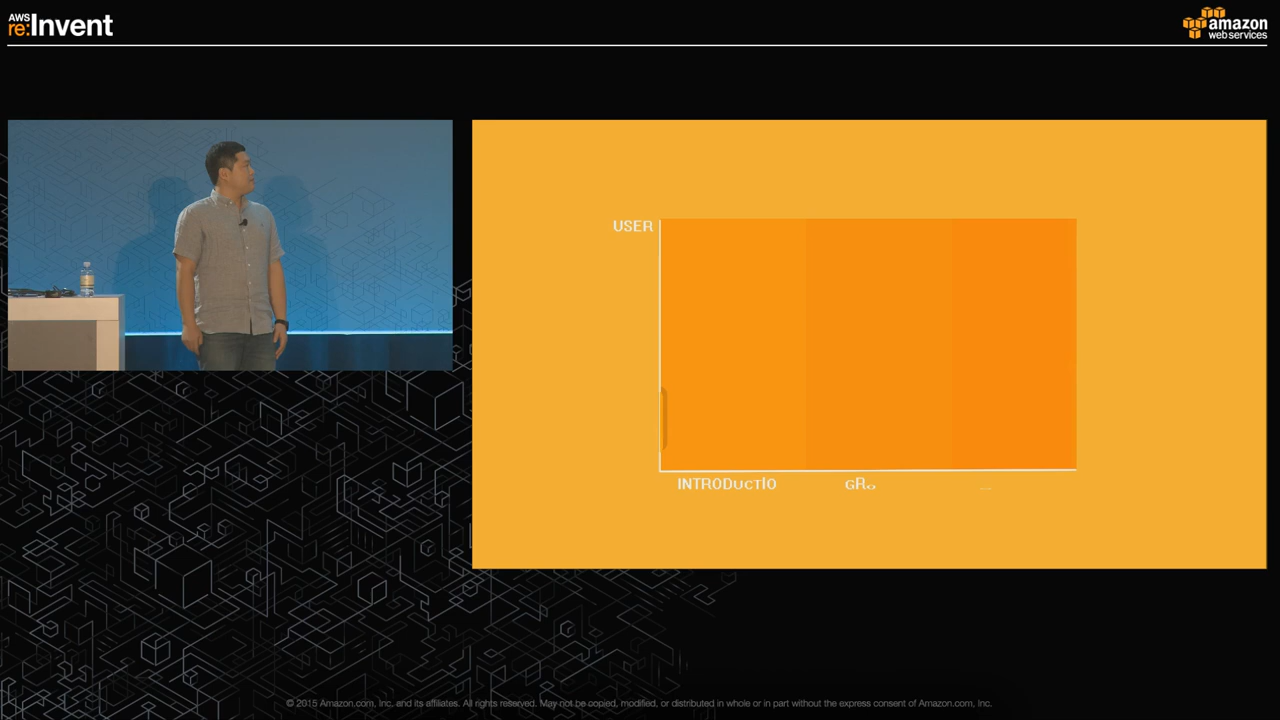 AWS
re:Invent
amazon
web services
USER
INTRODUCTIO
© 2015 Amazon.com, Inc. and its affiliates. All rights reserved. May not be copied, modified, or distributed in whole or in part without the express consent of Amazon.com, Inc.